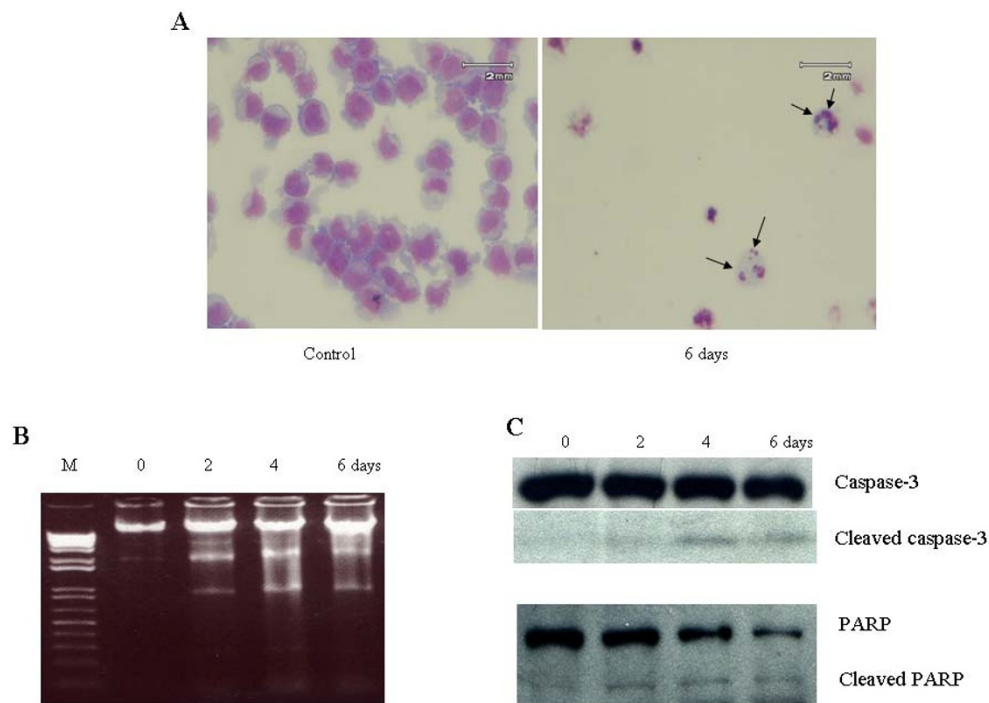 A
2mm
2mm
Control
6 days
B
M 0 2 4 6 days
C
0 2 4 6 days
Caspase-3
Cleaved caspase-3
PARP
Cleaved PARP